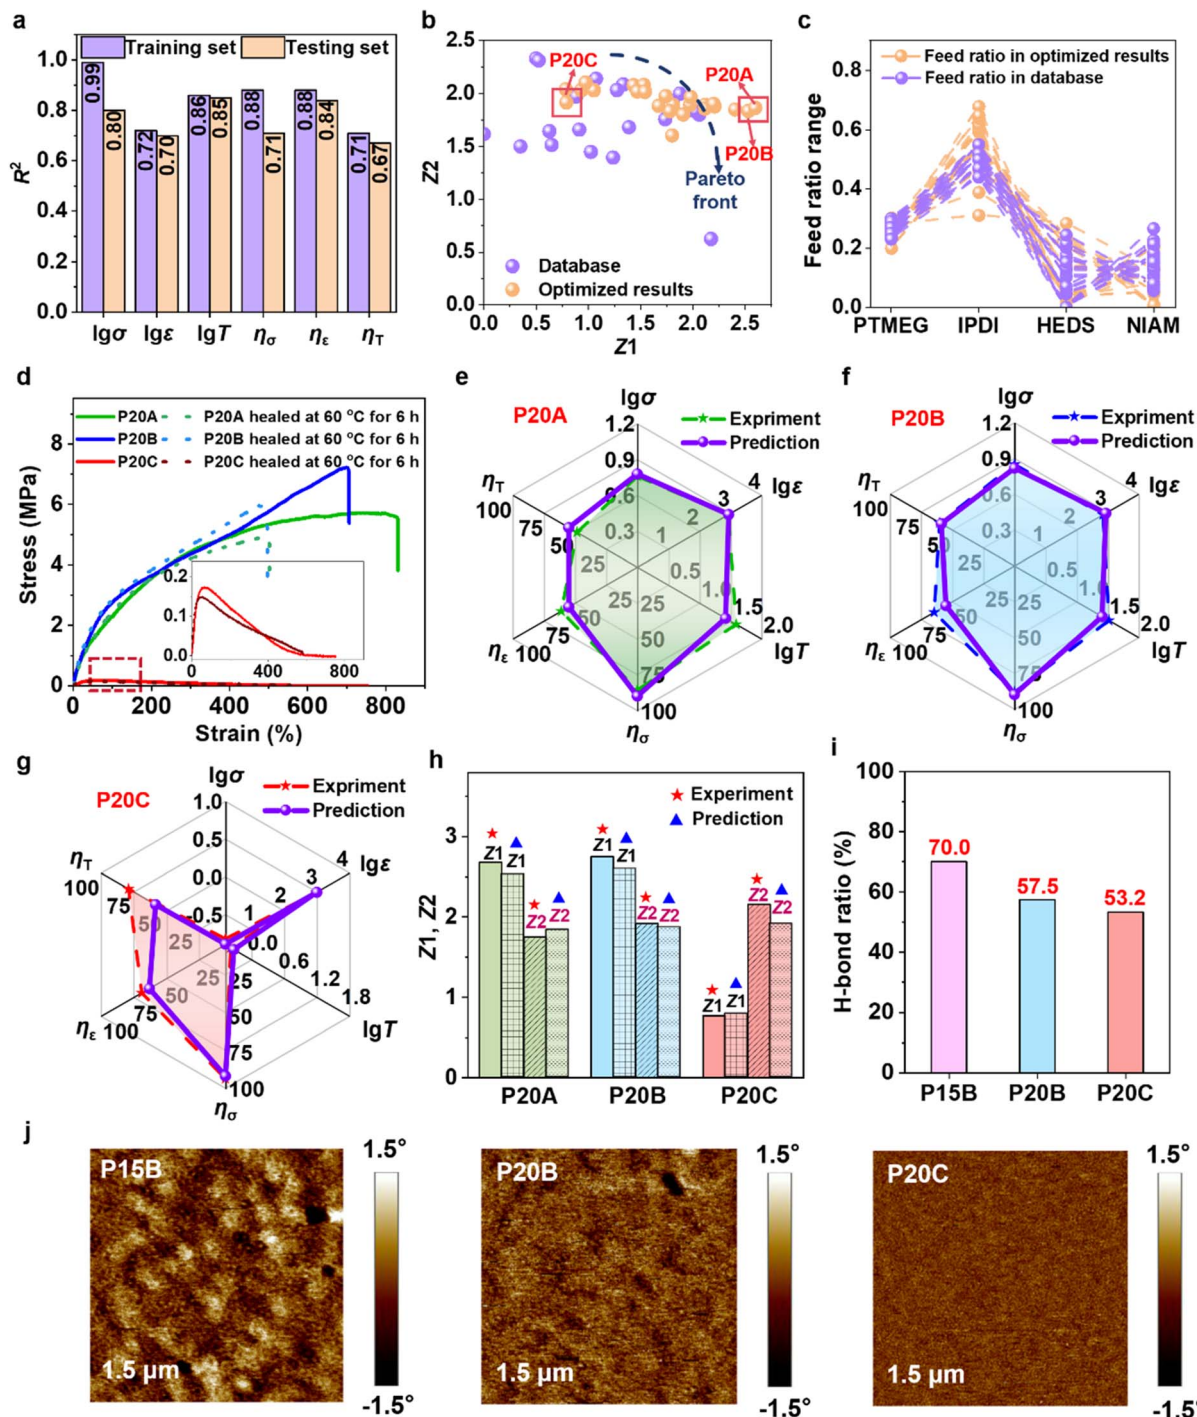 a
Training set
Testing set
R²
1.0
0.8
0.6
0.4
0.2
0.0
0.99
0.80
0.72
0.70
0.86
0.85
0.88
0.71
0.88
0.84
0.71
0.67
lgσ
lgε
lgT
ησ
ηε
ηT
b
2.5
2.0
1.5
1.0
0.5
0.0
Z2
P20C
P20A
P20B
Pareto
front
Database
Optimized results
0.0
0.5
1.0
1.5
2.0
2.5
Z1
c
Feed ratio in optimized results
Feed ratio in database
Feed ratio range
0.8
0.6
0.4
0.2
0.0
PTMEG
IPDI
HEDS
NIAM
d
P20A
P20A healed at 60 °C for 6 h
P20B
P20B healed at 60 °C for 6 h
P20C
P20C healed at 60 °C for 6 h
Stress (MPa)
8
6
4
2
0
0.2
0.1
0.0
0
400
800
0
200
400
600
800
Strain (%)
e
P20A
Expriment
Prediction
lgσ
1.2
0.9
0.6
0.3
lgε
4
3
2
1
lgT
2.0
1.5
1.0
0.5
ησ
100
75
50
25
ηε
100
75
50
25
ηT
100
75
50
25
f
P20B
Expriment
Prediction
lgσ
1.2
0.9
0.6
0.3
lgε
4
3
2
1
lgT
2.0
1.5
1.0
0.5
ησ
100
75
50
25
ηε
100
75
50
25
ηT
100
75
50
25
g
P20C
Expriment
Prediction
lgσ
1.0
0.5
0.0
-0.5
lgε
4
3
2
1
lgT
1.8
1.2
0.6
0.0
ησ
100
75
50
25
ηε
100
75
50
25
ηT
100
75
50
25
h
Experiment
Prediction
Z1, Z2
3
2
1
0
Z1
Z1
Z2
Z2
Z1
Z1
Z2
Z2
Z1
Z1
Z2
Z2
P20A
P20B
P20C
i
H-bond ratio (%)
100
80
60
40
20
0
70.0
57.5
53.2
P15B
P20B
P20C
j
P15B
1.5 µm
1.5°
-1.5°
P20B
1.5 µm
1.5°
-1.5°
P20C
1.5 µm
1.5°
-1.5°